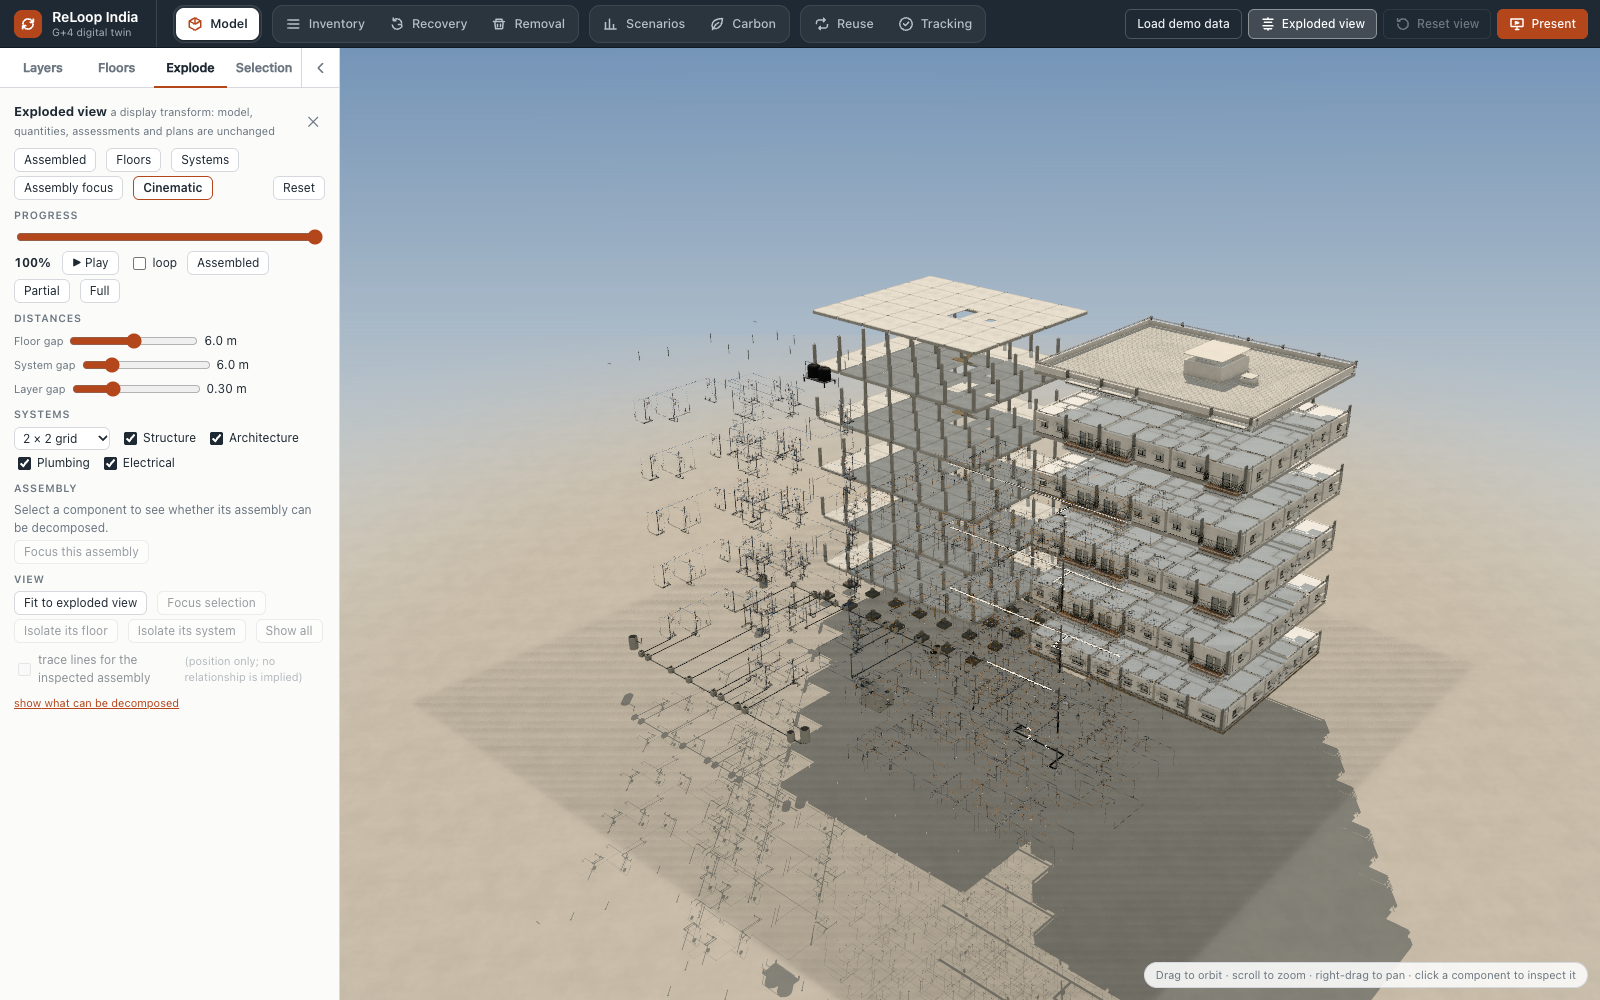 ReLoop India
G+4 digital twin
Model
Inventory
Recovery
Removal
Scenarios
Carbon
Reuse
Tracking
Load demo data
Exploded view
Reset view
Present
Layers
Floors
Explode
Selection
Exploded view a display transform: model,
quantities, assessments and plans are unchanged
Assembled
Floors
Systems
Assembly focus
Cinematic
Reset
PROGRESS
100%
Play
loop
Assembled
Partial
Full
DISTANCES
Floor gap
6.0 m
System gap
6.0 m
Layer gap
0.30 m
SYSTEMS
2 × 2 grid
Structure
Architecture
Plumbing
Electrical
ASSEMBLY
Select a component to see whether its assembly can
be decomposed.
Focus this assembly
VIEW
Fit to exploded view
Focus selection
Isolate its floor
Isolate its system
Show all
trace lines for the
inspected assembly
(position only; no
relationship is implied)
show what can be decomposed
Drag to orbit · scroll to zoom · right-drag to pan · click a component to inspect it